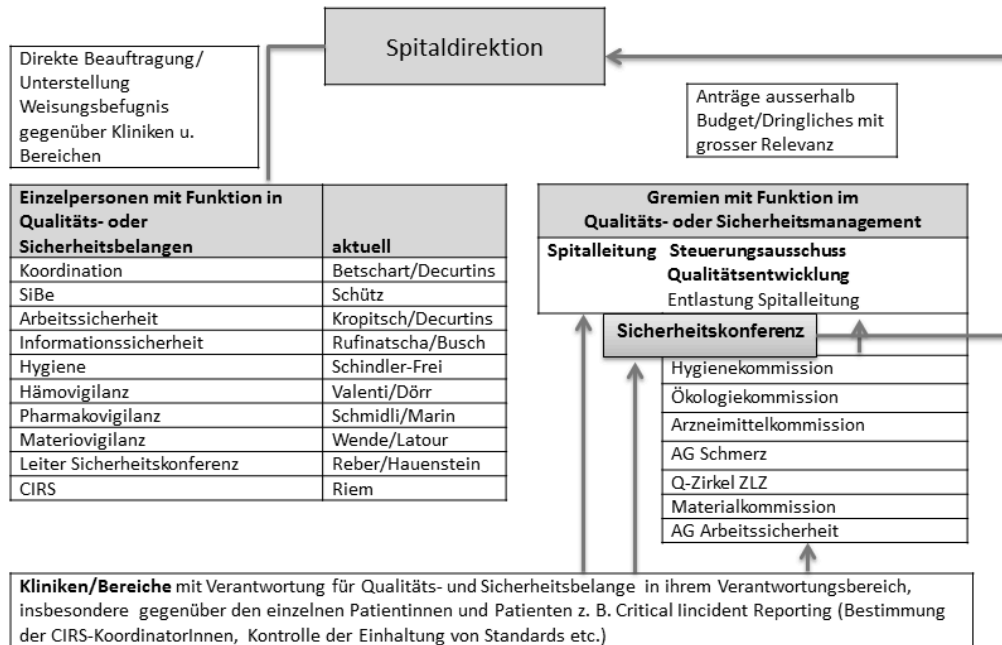 Spitaldirektion
Direkte Beauftragung/
Unterstellung
Weisungsbefugnis
gegenüber Kliniken u.
Bereichen
Anträge ausserhalb
Budget/Dringliches mit
grosser Relevanz
Einzelpersonen mit Funktion in
Qualitäts- oder
Sicherheitsbelangen aktuell
Koordination Betschart/Decurtins
SiBe Schütz
Arbeitssicherheit Kropitsch/Decurtins
Informationssicherheit Rufinatscha/Busch
Hygiene Schindler-Frei
Hämovigilanz Valenti/Dörr
Pharmakovigilanz Schmidli/Marin
Materiovigilanz Wende/Latour
Leiter Sicherheitskonferenz Reber/Hauenstein
CIRS Riem
Gremien mit Funktion im
Qualitäts- oder Sicherheitsmanagement
Spitalleitung Steuerungsausschuss
Qualitätsentwicklung
Entlastung Spitalleitung
Sicherheitskonferenz
Hygienekommission
Ökologiekommission
Arzneimittelkommission
AG Schmerz
Q-Zirkel ZLZ
Materialkommission
AG Arbeitssicherheit
Kliniken/Bereiche mit Verantwortung für Qualitäts- und Sicherheitsbelange in ihrem Verantwortungsbereich,
insbesondere gegenüber den einzelnen Patientinnen und Patienten z. B. Critical Iincident Reporting (Bestimmung
der CIRS-KoordinatorInnen, Kontrolle der Einhaltung von Standards etc.)